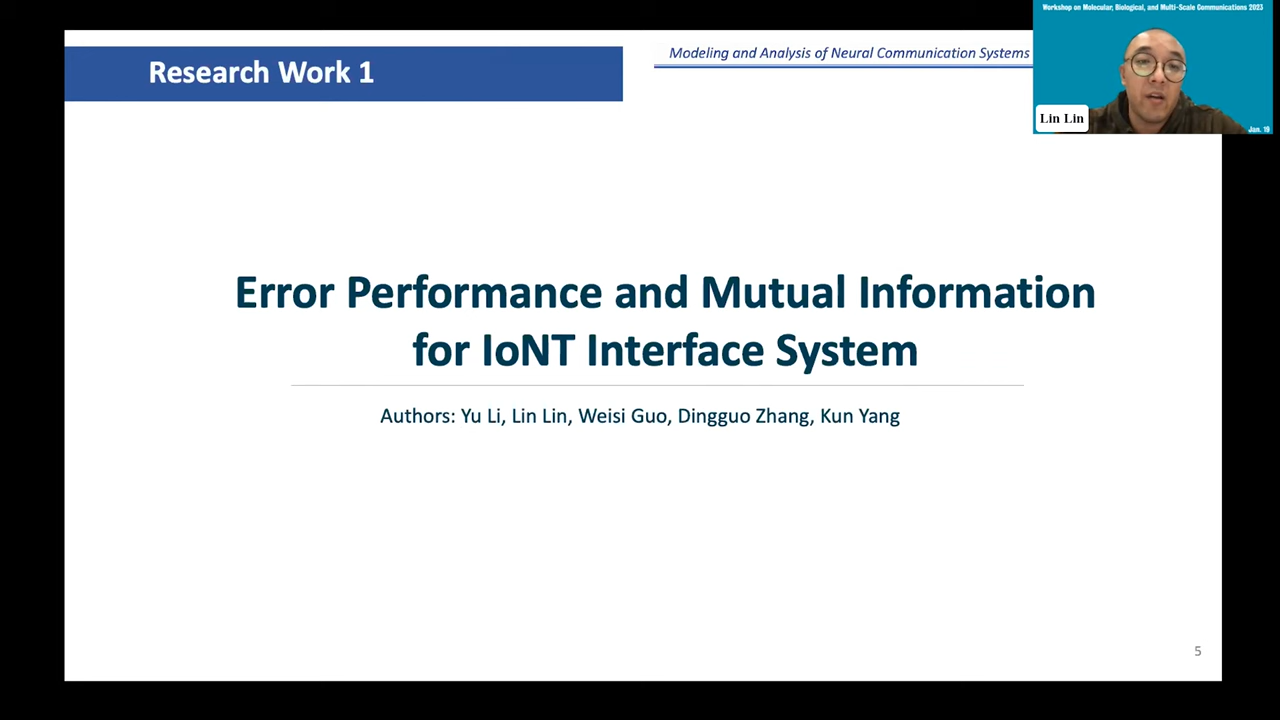 Workshop on Molecular, Biological, and Multi-Scale Communications 2023
Research Work 1
Modeling and Analysis of Neural Communication Systems
Lin Lin
Jan. 19
Error Performance and Mutual Information
for IoNT Interface System
Authors: Yu Li, Lin Lin, Weisi Guo, Dingguo Zhang, Kun Yang
5